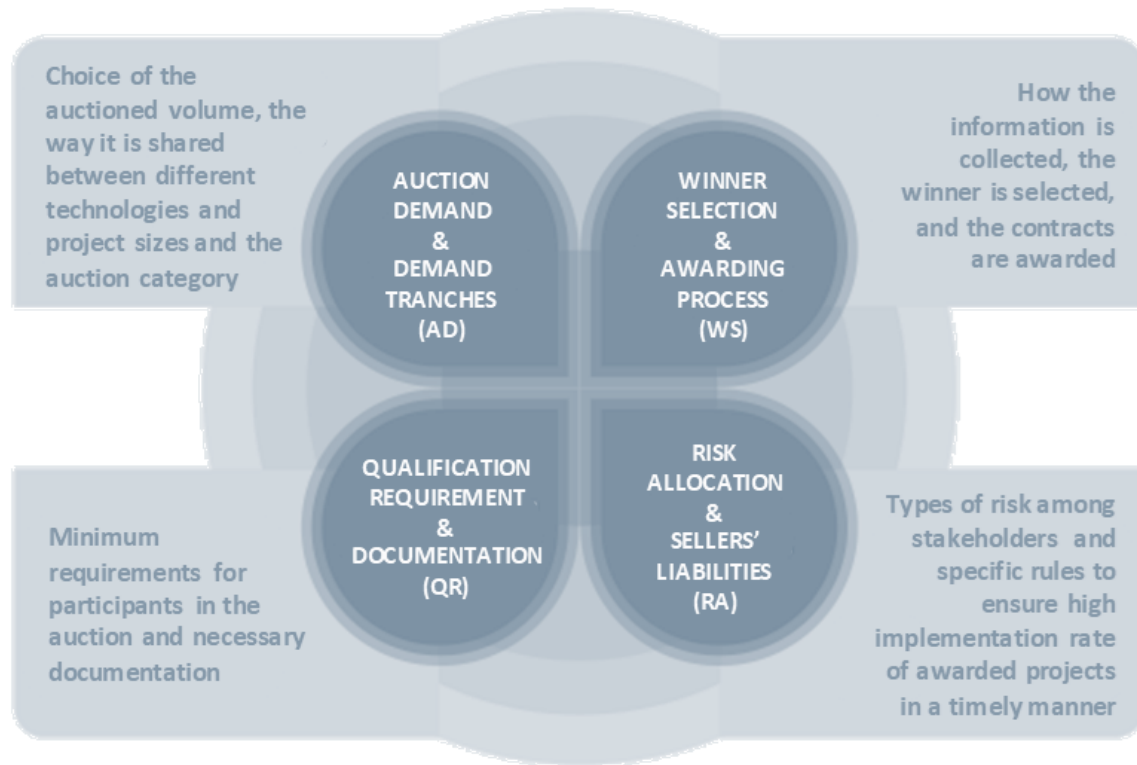 Choice of the
auctioned volume, the
way it is shared
between different
technologies and
project sizes and the
auction category
AUCTION
DEMAND
&
DEMAND
TRANCHES
(AD)
WINNER
SELECTION
&
AWARDING
PROCESS
(WS)
How the
information is
collected, the
winner is selected,
and the contracts
are awarded
Minimum
requirements for
participants in the
auction and necessary
documentation
QUALIFICATION
REQUIREMENT
&
DOCUMENTATION
(QR)
RISK
ALLOCATION
&
SELLERS’
LIABILITIES
(RA)
Types of risk among
stakeholders and
specific rules to
ensure high
implementation rate
of awarded projects
in a timely manner